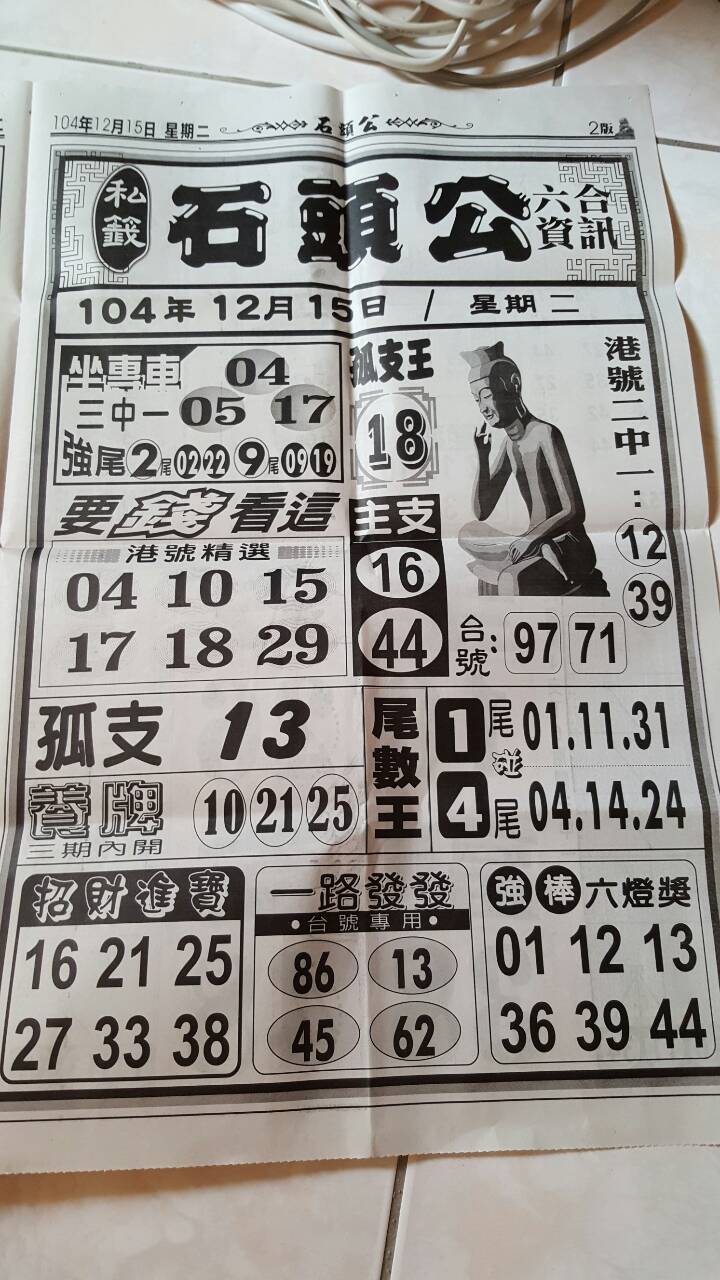 104年12月15日 星期二
石頭公
2版
私籤
石頭公
六合資訊
104年12月15日 / 星期二
坐專車
04
三中一 05 17
強尾 2尾 02 22 9尾 09 19
孤支王
18
港號二中一：
12
39
要錢看這
港號精選
04 10 15
17 18 29
主支
16
44
台號：97 71
孤支 13
養牌
三期內開
10 21 25
尾數王
1尾 01.11.31
碰
4尾 04.14.24
招財進寶
16 21 25
27 33 38
一路發發
•台號專用•
86 13
45 62
強棒六燈獎
01 12 13
36 39 44